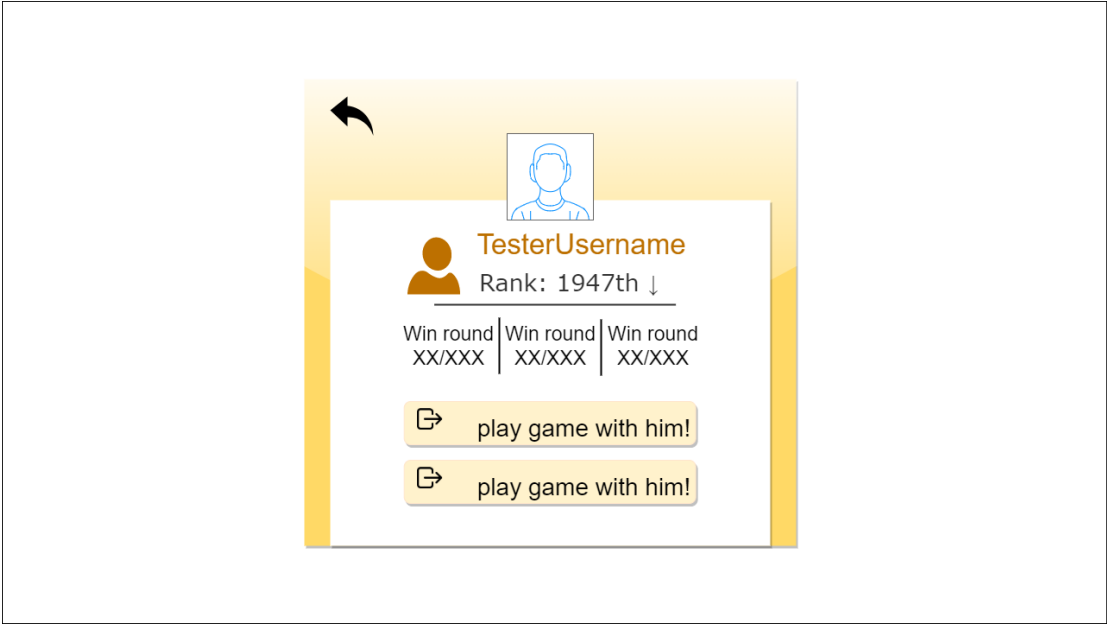 TesterUsername
Rank: 1947th ↓
Win round Win round Win round
XX/XXX XX/XXX XX/XXX
play game with him!
play game with him!